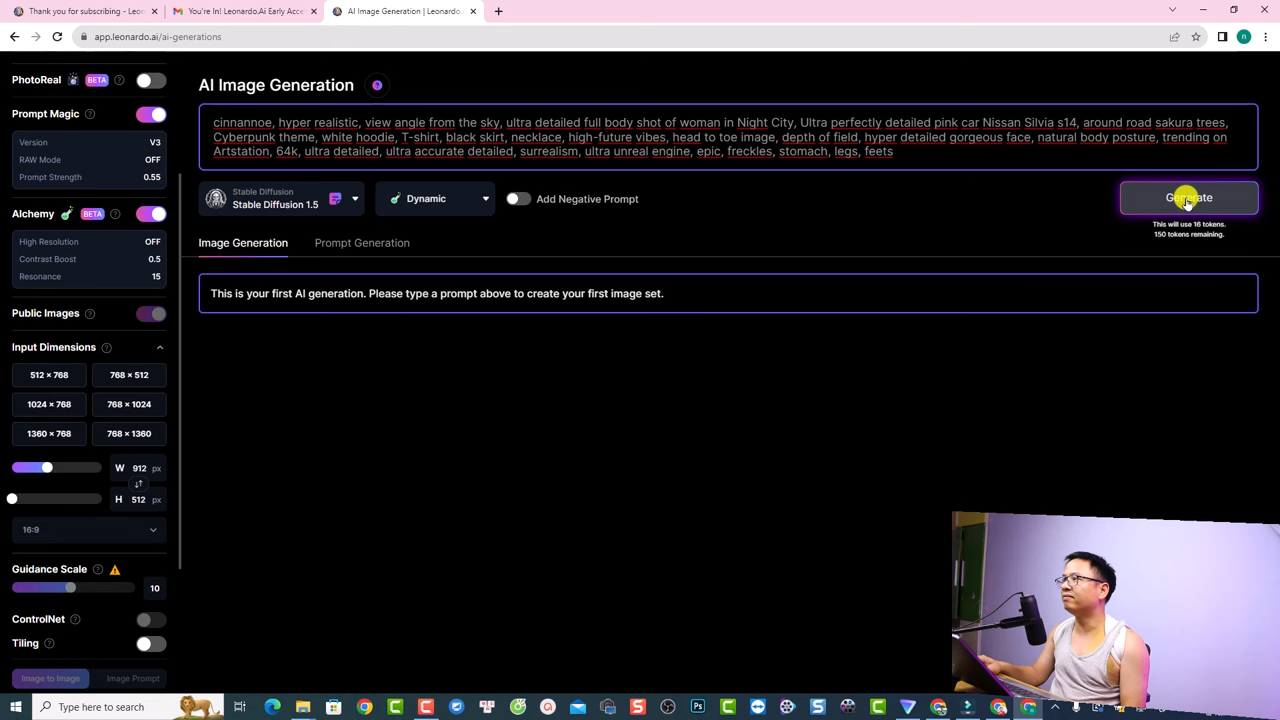 Thank you for subscribing - Leon
You're In! Leonardo.Ai Early Acce
AI Image Generation | Leonardo.
app.leonardo.ai/ai-generations
n
PhotoReal BETA
Prompt Magic
Version V3
RAW Mode OFF
Prompt Strength 0.55
Alchemy BETA
High Resolution OFF
Contrast Boost 0.5
Resonance 15
Public Images
Input Dimensions
512 × 768 768 × 512
1024 × 768 768 × 1024
1360 × 768 768 × 1360
W 912 px
H 512 px
16:9
Guidance Scale
10
ControlNet
Tiling
Image to Image Image Prompt
AI Image Generation
cinnannoe, hyper realistic, view angle from the sky, ultra detailed full body shot of woman in Night City, Ultra perfectly detailed pink car Nissan Silvia s14, around road sakura trees,
Cyberpunk theme, white hoodie, T-shirt, black skirt, necklace, high-future vibes, head to toe image, depth of field, hyper detailed gorgeous face, natural body posture, trending on
Artstation, 64k, ultra detailed, ultra accurate detailed, surrealism, ultra unreal engine, epic, freckles, stomach, legs, feets
Stable Diffusion
Stable Diffusion 1.5
Dynamic
Add Negative Prompt
Generate
This will use 16 tokens.
150 tokens remaining.
Image Generation Prompt Generation
This is your first AI generation. Please type a prompt above to create your first image set.
Type here to search